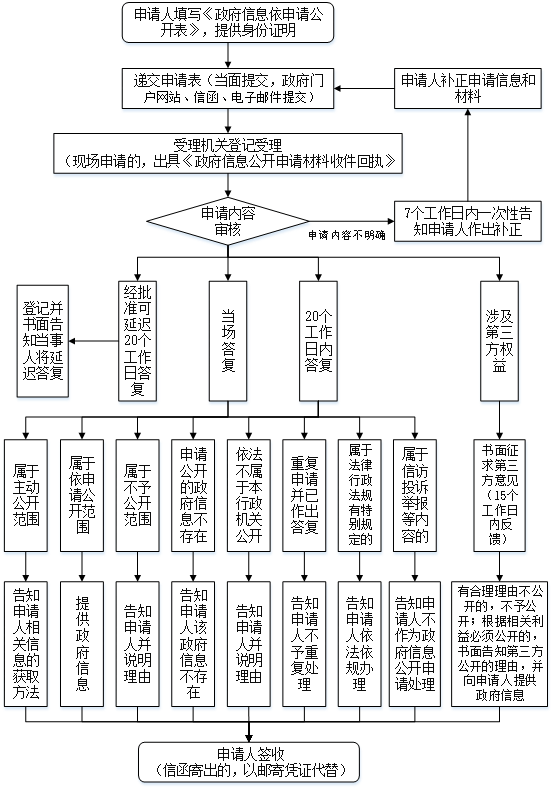 申请人填写《政府信息依申请公
开表》，提供身份证明
递交申请表（当面提交，政府门
户网站、信函、电子邮件提交）
申请人补正申请信息和
材料
受理机关登记受理
（现场申请的，出具《政府信息公开申请材料收件回执》
申请内容
审核
申请内容不明确
7个工作日内一次性告
知申请人作出补正
登记并
书面告
知当事
人将延
迟答复
经批
准可
延迟
20个
工作
日答复
当
场
答
复
20个
工作
日内
答复
涉及
第三
方权
益
属于
主动
公开
范围
属于
依申
请公
开范
围
属于
不予
公开
范围
申请
公开
的政
府信
息不
存在
依法
不属
于本
行政
机关
公开
重复
申请
并已
作出
答复
属于
法律
行政
法规
有特
别规
定的
属于
信访
投诉
举报
等内
容的
书面征
求第三
方意见
（15个
工作日
内反
馈）
告知
申请
人相
关信
息的
获取
方法
提供
政府
信息
告知
申请
人并
说明
理由
告知
申请
人该
政府
信息
不存
在
告知
申请
人并
说明
理由
告知
申请
人不
予重
复处
理
告知
申请
人依
法依
规办
理
告知申
请人不
作为政
府信息
公开申
请处理
有合理理由不公
开的，不予公
开；根据相关利
益必须公开的，
书面告知第三方
公开的理由，并
向申请人提供
政府信息
申请人签收
（信函寄出的，以邮寄凭证代替）